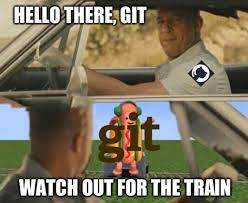 HELLO THERE, GIT
git
WATCH OUT FOR THE TRAIN